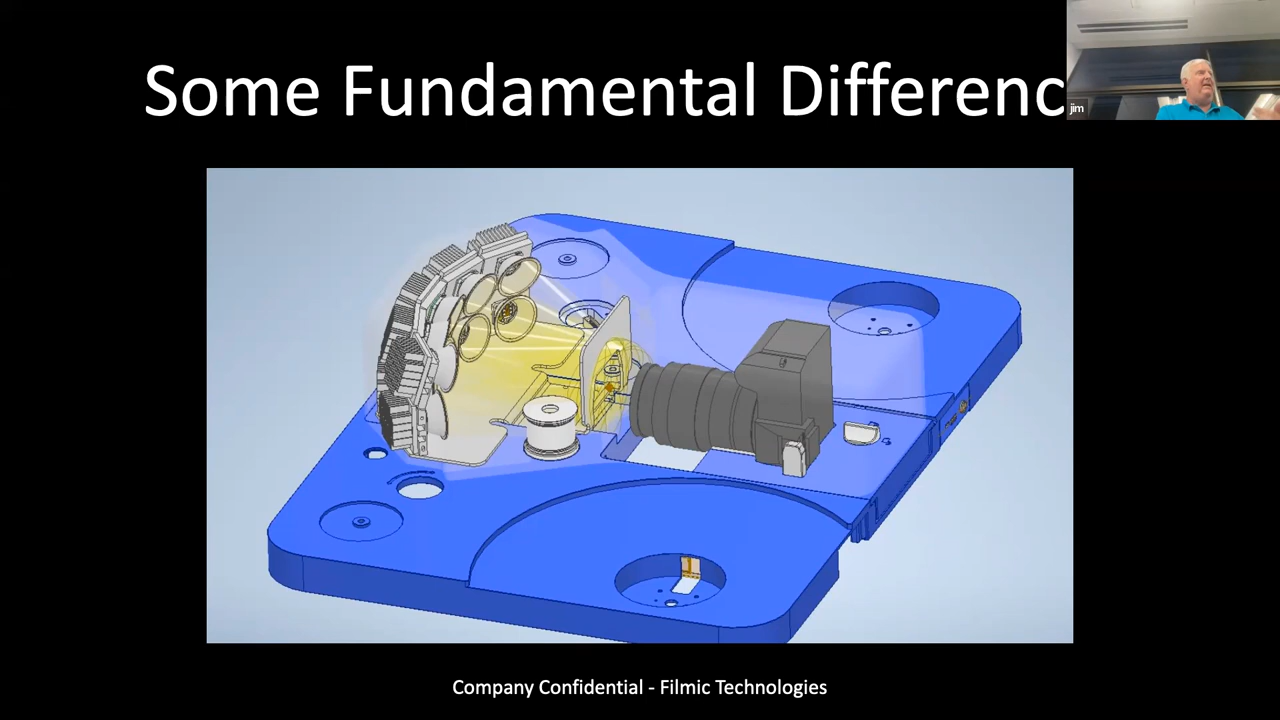 Some Fundamental Differenc
jim
Company Confidential - Filmic Technologies